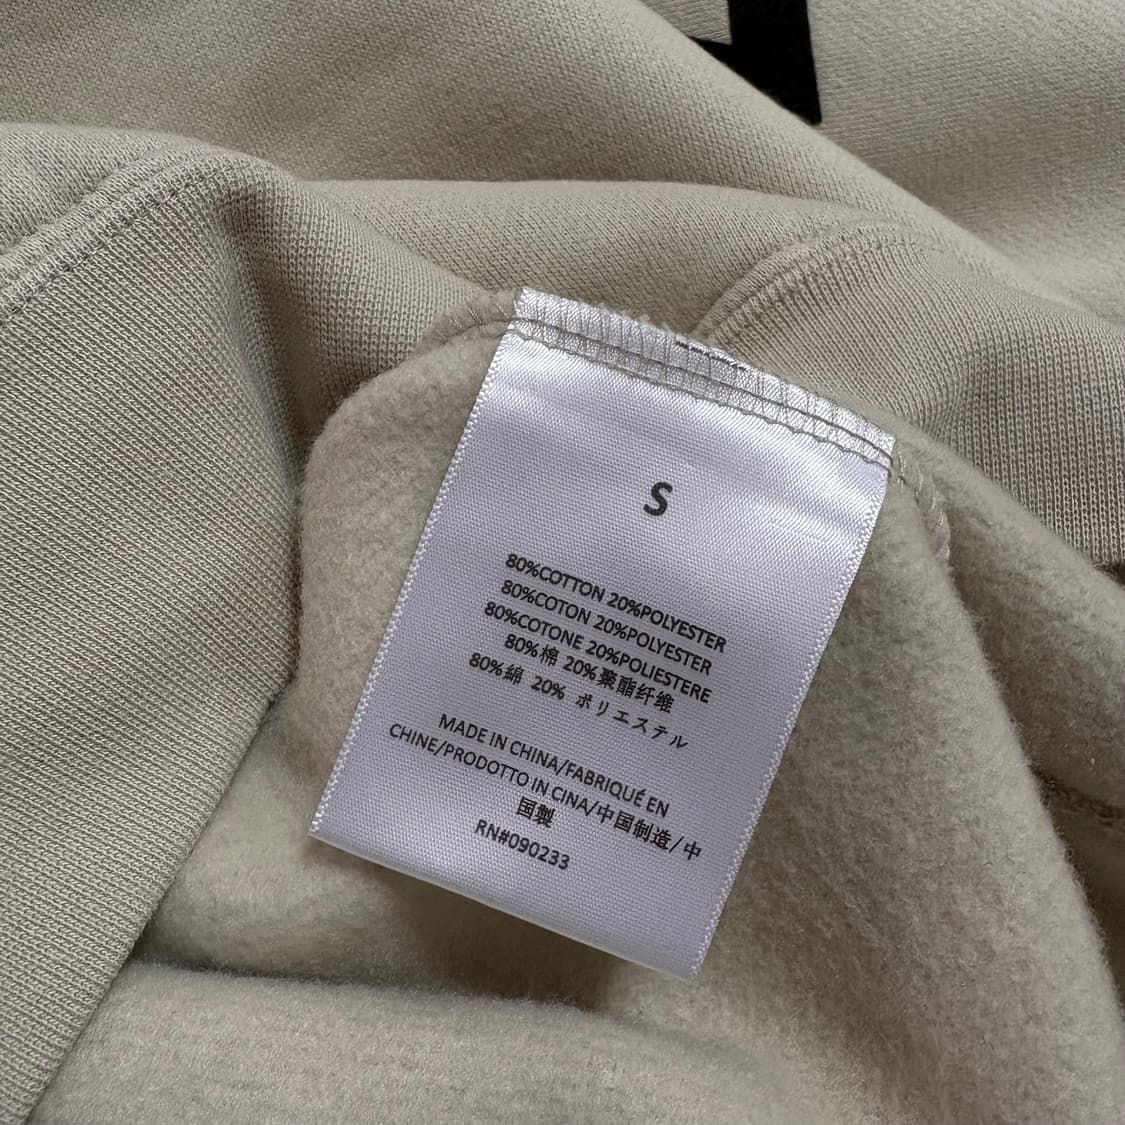 S
80%COTTON 20%POLYESTER
80%COTON 20%POLYESTER
80%COTONE 20%POLIESTERE
80%棉 20%聚酯纤维
80%綿 20% ポリエステル
MADE IN CHINA/FABRIQUÉ EN
CHINE/PRODOTTO IN CINA/中国制造/中
国製
RN#090233